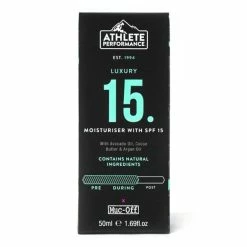 ATHLETE
PERFORMANCE
EST. 1994
LUXURY
15.
MOISTURISER WITH SPF 15
With Avocado Oil, Cocoa
Butter & Argan Oil
CONTAINS NATURAL
INGREDIENTS
PRE DURING POST
x
Muc-Off
50ml ℮ 1.69fl.oz